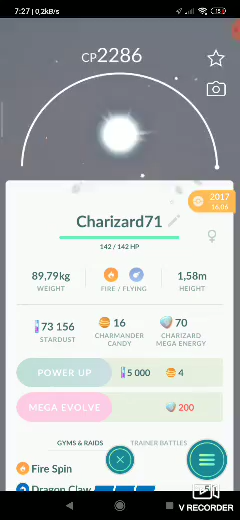 7:27 | 0,2kB/s
CP2286
2017
16.06
Charizard71
142 / 142 HP
89,79kg
WEIGHT
FIRE / FLYING
1,58m
HEIGHT
73 156
STARDUST
16
CHARMANDER
CANDY
70
CHARIZARD
MEGA ENERGY
POWER UP
5 000
4
MEGA EVOLVE
200
GYMS & RAIDS
TRAINER BATTLES
Fire Spin
Dragon Claw
V RECORDER